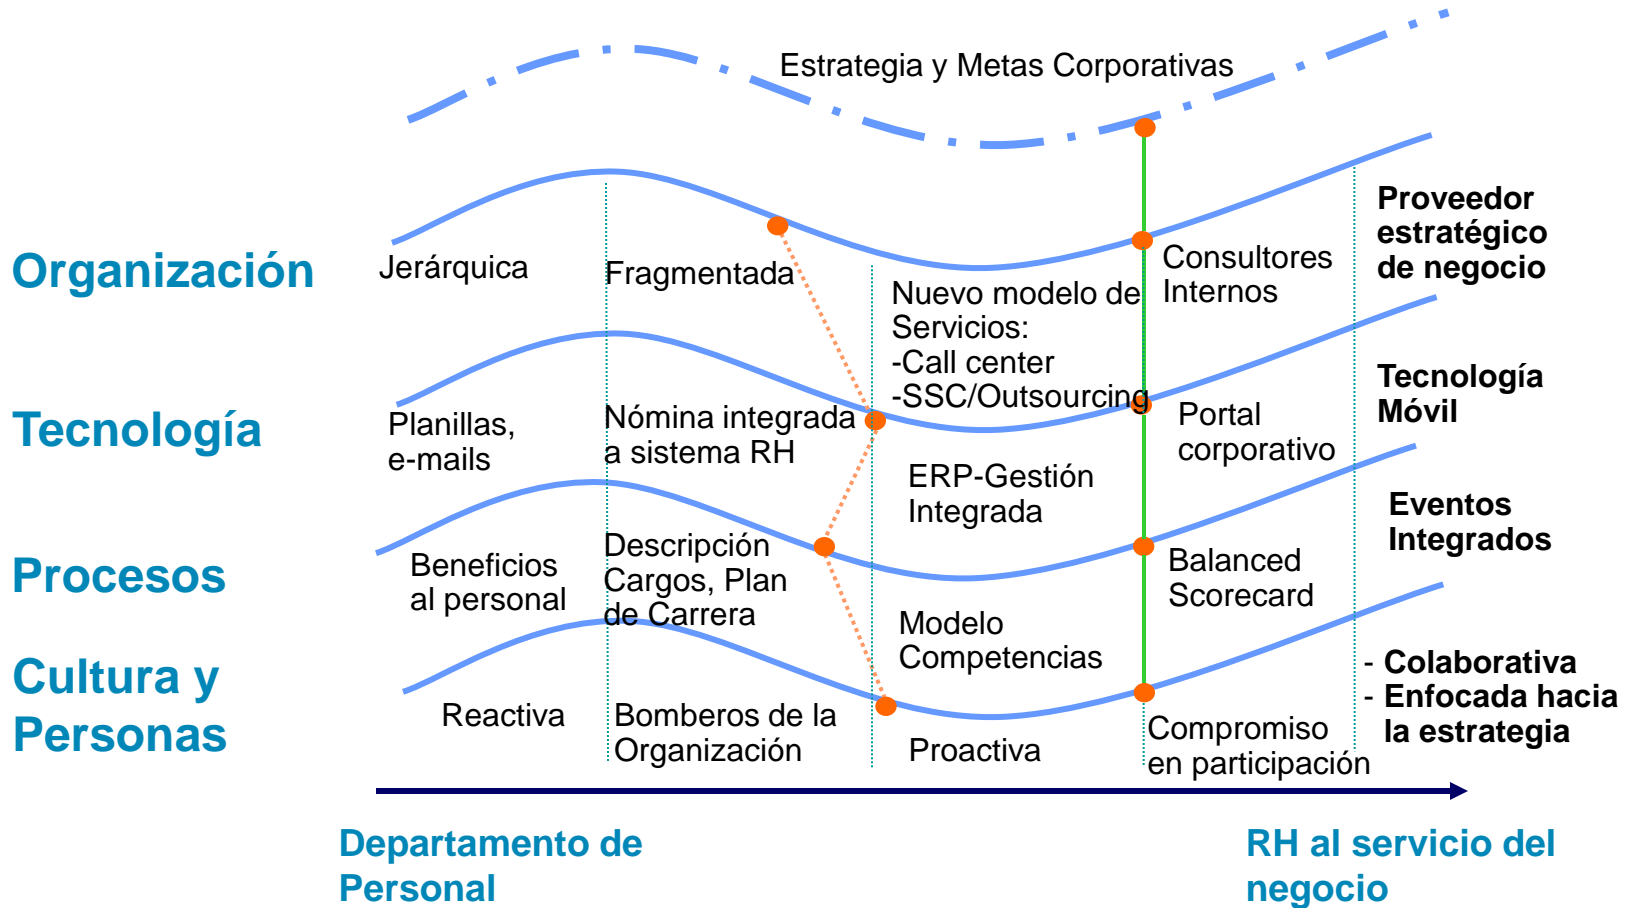 Estrategia y Metas Corporativas
Organización
Jerárquica
Fragmentada
Nuevo modelo de
Servicios:
-Call center
-SSC/Outsourcing
Consultores
Internos
Proveedor
estratégico
de negocio
Tecnología
Planillas,
e-mails
Nómina integrada
a sistema RH
ERP-Gestión
Integrada
Portal
corporativo
Tecnología
Móvil
Procesos
Beneficios
al personal
Descripción
Cargos, Plan
de Carrera
Modelo
Competencias
Balanced
Scorecard
Eventos
Integrados
Cultura y
Personas
Reactiva
Bomberos de la
Organización
Proactiva
Compromiso
en participación
- Colaborativa
- Enfocada hacia
la estrategia
Departamento de
Personal
RH al servicio del
negocio